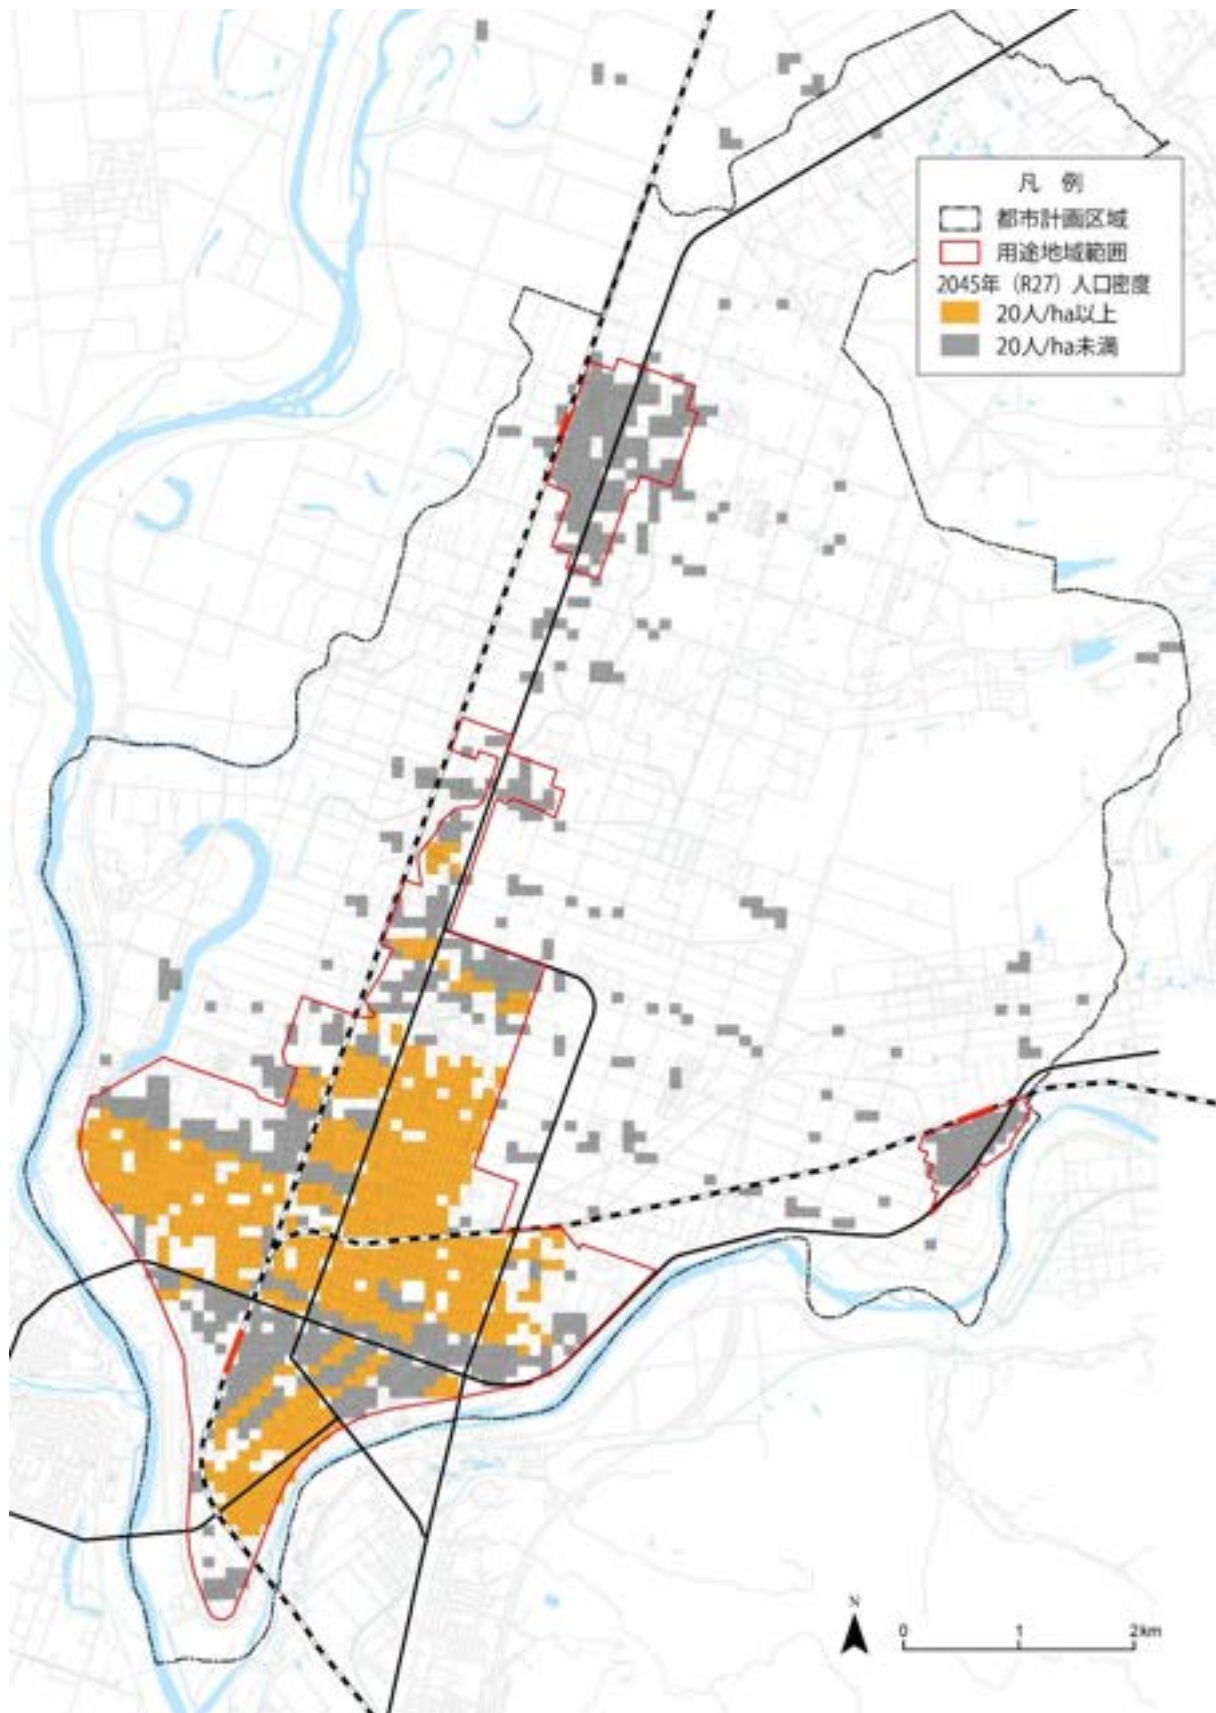 凡 例
都市計画区域
用途地域範囲
2045年（R27）人口密度
20人/ha以上
20人/ha未満
N
0 1 2km